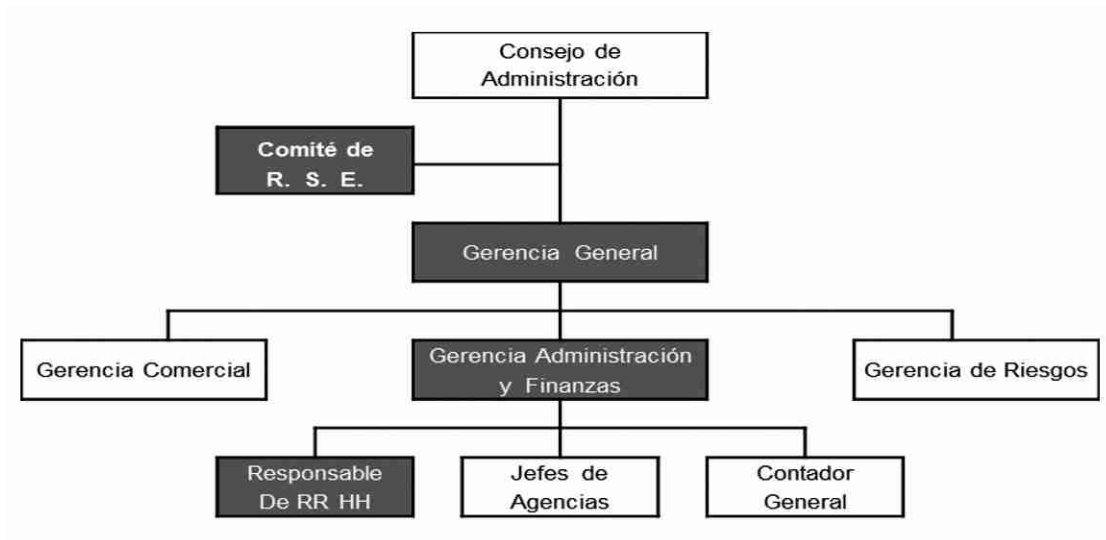 Consejo de
Administración
Comité de
R. S. E.
Gerencia General
Gerencia Comercial
Gerencia Administración
y Finanzas
Gerencia de Riesgos
Responsable
De RR HH
Jefes de
Agencias
Contador
General